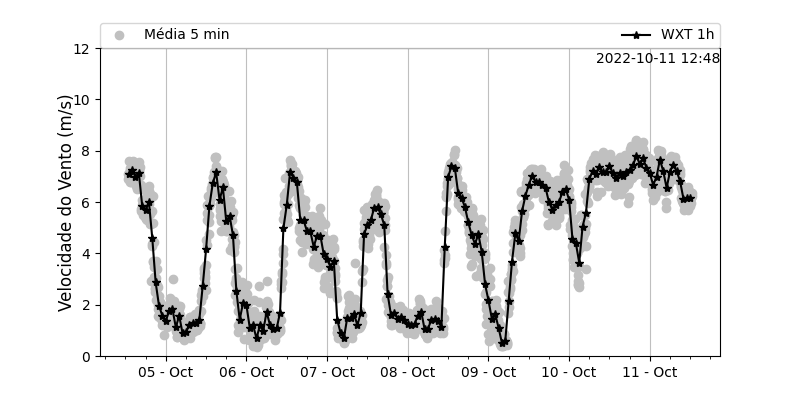 Média 5 min
WXT 1h
2022-10-11 12:48
Velocidade do Vento (m/s)
12
10
8
6
4
2
0
05 - Oct
06 - Oct
07 - Oct
08 - Oct
09 - Oct
10 - Oct
11 - Oct